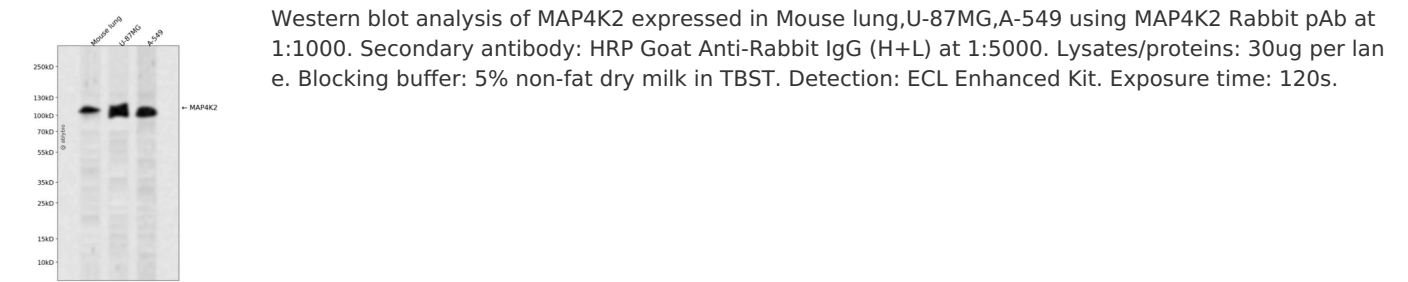 Mouse lung
U-87MG
A-549
250kD
130kD
100kD
70kD
55kD
35kD
25kD
15kD
10kD
@ abybio
← MAP4K2
Western blot analysis of MAP4K2 expressed in Mouse lung,U-87MG,A-549 using MAP4K2 Rabbit pAb at
1:1000. Secondary antibody: HRP Goat Anti-Rabbit IgG (H+L) at 1:5000. Lysates/proteins: 30ug per lan
e. Blocking buffer: 5% non-fat dry milk in TBST. Detection: ECL Enhanced Kit. Exposure time: 120s.